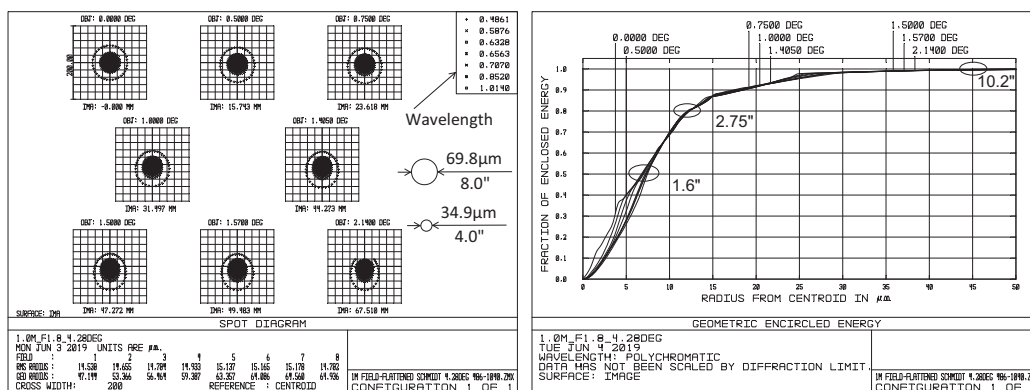 OBJ: 0.0000 DEG
OBJ: 0.5000 DEG
OBJ: 0.7500 DEG
200.00
IMA: -0.000 MM
IMA: 15.743 MM
IMA: 23.618 MM
0.4861
0.5876
0.6328
0.6563
0.7070
0.8520
1.0140
Wavelength
OBJ: 1.0000 DEG
OBJ: 1.4050 DEG
IMA: 31.497 MM
IMA: 44.273 MM
69.8μm
8.0"
34.9μm
4.0"
OBJ: 1.5000 DEG
OBJ: 1.5700 DEG
OBJ: 2.1400 DEG
IMA: 47.272 MM
IMA: 49.483 MM
IMA: 67.510 MM
SURFACE: IMA
SPOT DIAGRAM
1.0M_F1.8_4.28DEG
MON JUN 3 2019 UNITS ARE μm.
FIELD : 1 2 3 4 5 6 7 8
RMS RADIUS : 14.520 14.655 14.784 14.933 15.137 15.165 15.178 14.782
GEO RADIUS : 47.144 53.366 56.464 59.387 63.357 64.086 64.560 64.936
CROSS WIDTH: 200 REFERENCE : CENTROID
1M FIELD-FLATTENED SCHMIDT 4.28DEG
CONFIGURATION 1 OF 1
0.0000 DEG
0.5000 DEG
0.7500 DEG
1.0000 DEG
1.4050 DEG
1.5000 DEG
1.5700 DEG
2.1400 DEG
FRACTION OF ENCLOSED ENERGY
1.0
0.9
0.8
0.7
0.6
0.5
0.4
0.3
0.2
0.1
0.0
10.2"
2.75"
1.6"
0 5 10 15 20 25 30 35 40 45 50
RADIUS FROM CENTROID IN μm
GEOMETRIC ENCIRCLED ENERGY
1.0M_F1.8_4.28DEG
TUE JUN 4 2019
WAVELENGTH: POLYCHROMATIC
DATA HAS NOT BEEN SCALED BY DIFFRACTION LIMIT.
SURFACE: IMAGE
1M FIELD-FLATTENED SCHMIDT 4.28DEG
CONFIGURATION 1 OF 1